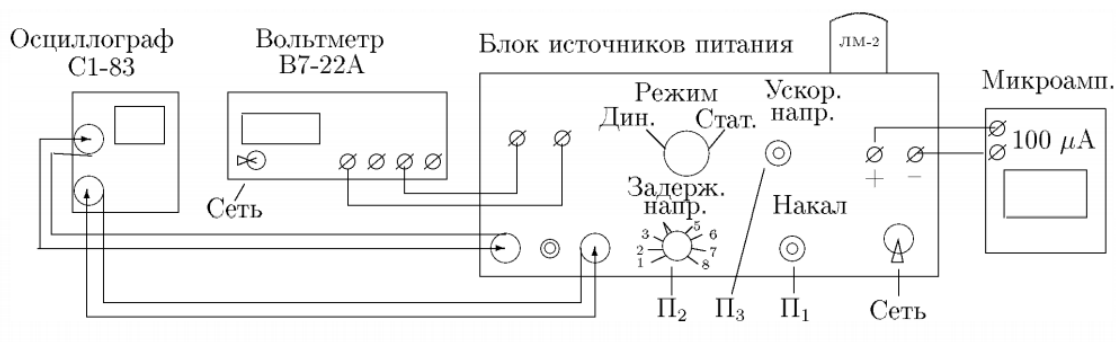 Осциллограф
С1-83
Вольтметр
В7-22А
Сеть
Блок источников питания
ЛМ-2
Режим
Дин.
Стат.
Ускор.
напр.
+
−
Задерж.
напр.
1
2
3
5
6
7
8
Накал
П₂
П₃
П₁
Сеть
Микроамп.
100 μA